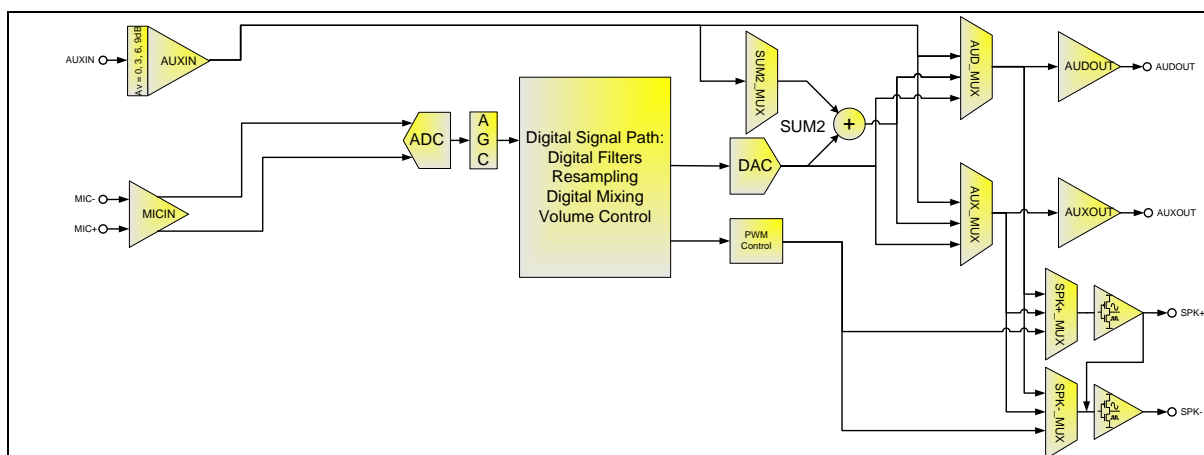 AUXIN
Av = 0, 3, 6, 9dB
AUXIN
MIC-
MIC+
MICIN
ADC
A
G
C
Digital Signal Path:
Digital Filters
Resampling
Digital Mixing
Volume Control
SUM2_MUX
SUM2
+
DAC
PWM
Control
AUD_MUX
AUX_MUX
AUDOUT
AUDOUT
AUXOUT
AUXOUT
SPK+_MUX
SPK+
SPK-_MUX
SPK-